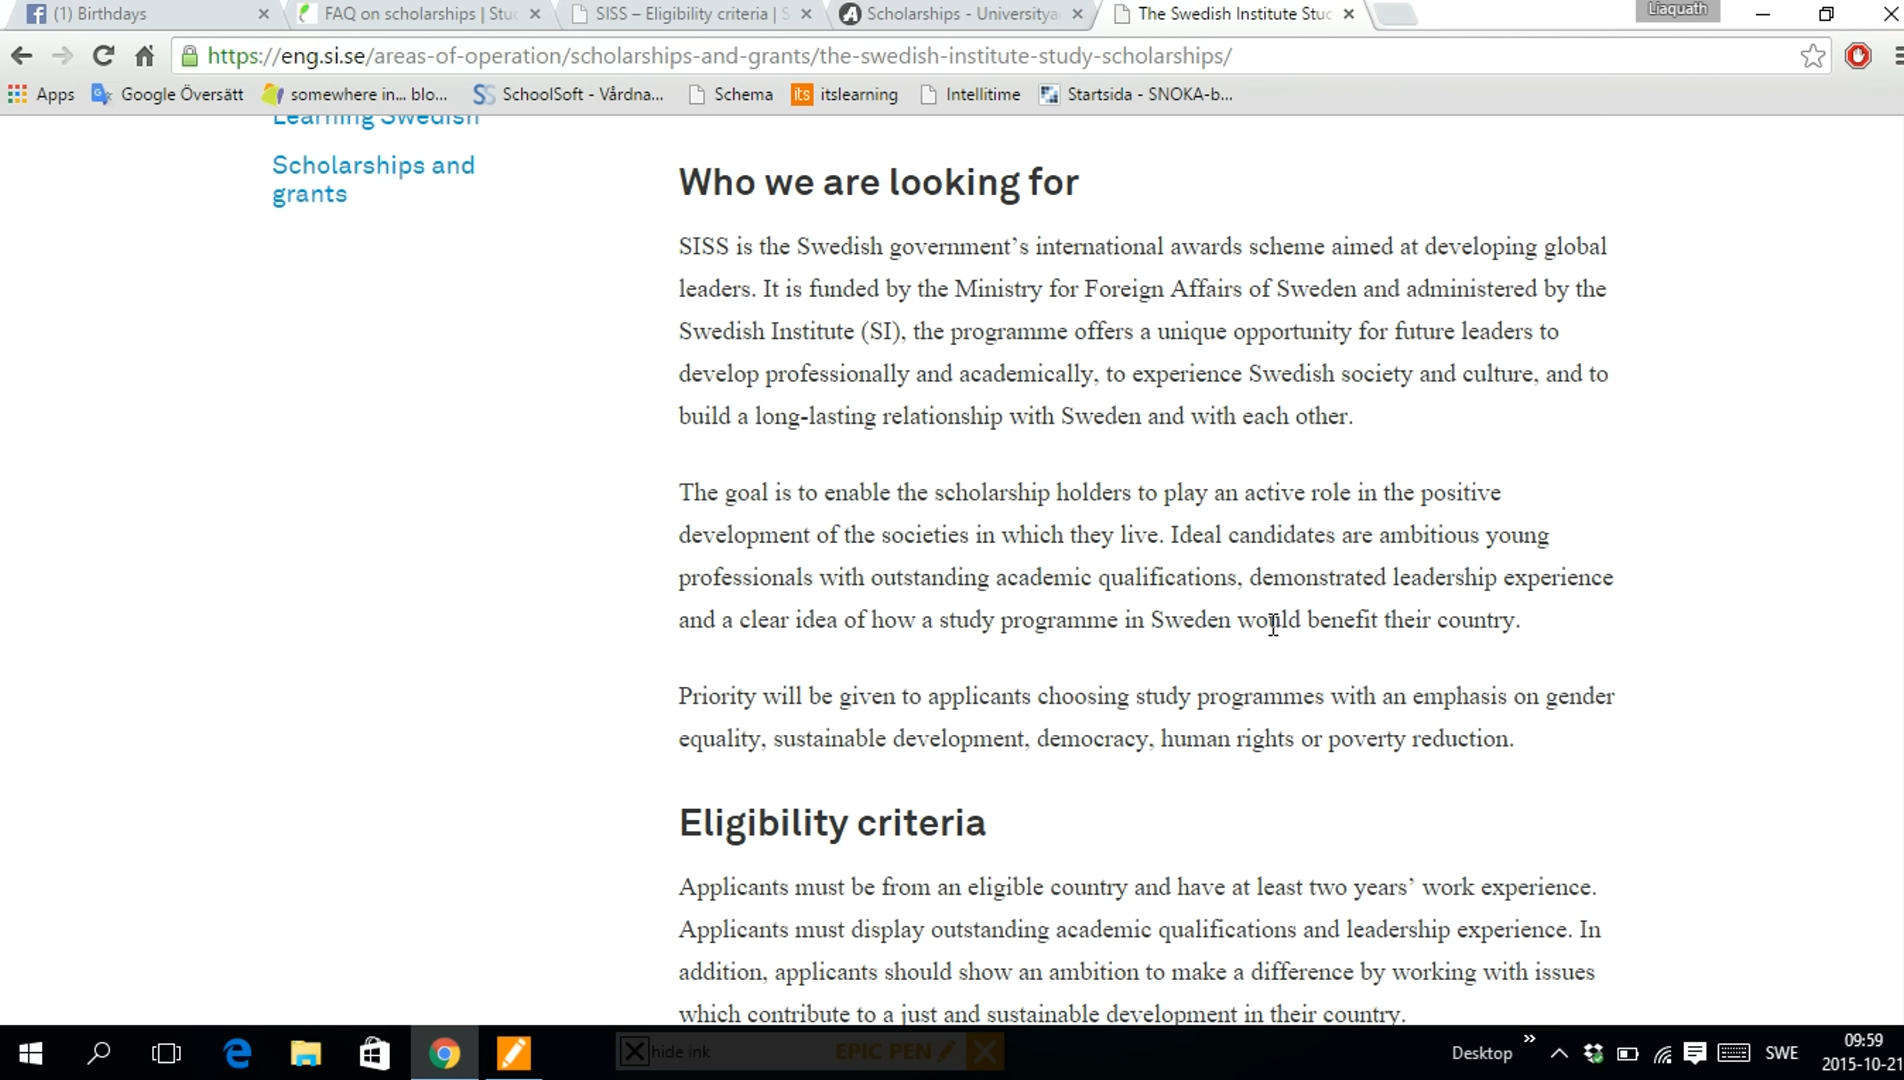 (1) Birthdays
FAQ on scholarships | Stu
SISS – Eligibility criteria | S
Scholarships - Universitya
The Swedish Institute Stuc
Liaquath
https://eng.si.se/areas-of-operation/scholarships-and-grants/the-swedish-institute-study-scholarships/
Apps
Google Översätt
somewhere in... blo...
SchoolSoft - Vårdna...
Schema
its
itslearning
Intellitime
Startsida - SNOKA-b...
Learning Swedish
Scholarships and
grants
Who we are looking for
SISS is the Swedish government’s international awards scheme aimed at developing global
leaders. It is funded by the Ministry for Foreign Affairs of Sweden and administered by the
Swedish Institute (SI), the programme offers a unique opportunity for future leaders to
develop professionally and academically, to experience Swedish society and culture, and to
build a long-lasting relationship with Sweden and with each other.
The goal is to enable the scholarship holders to play an active role in the positive
development of the societies in which they live. Ideal candidates are ambitious young
professionals with outstanding academic qualifications, demonstrated leadership experience
and a clear idea of how a study programme in Sweden would benefit their country.
Priority will be given to applicants choosing study programmes with an emphasis on gender
equality, sustainable development, democracy, human rights or poverty reduction.
Eligibility criteria
Applicants must be from an eligible country and have at least two years’ work experience.
Applicants must display outstanding academic qualifications and leadership experience. In
addition, applicants should show an ambition to make a difference by working with issues
which contribute to a just and sustainable development in their country.
hide ink
EPIC PEN
Desktop
SWE
09:59
2015-10-21